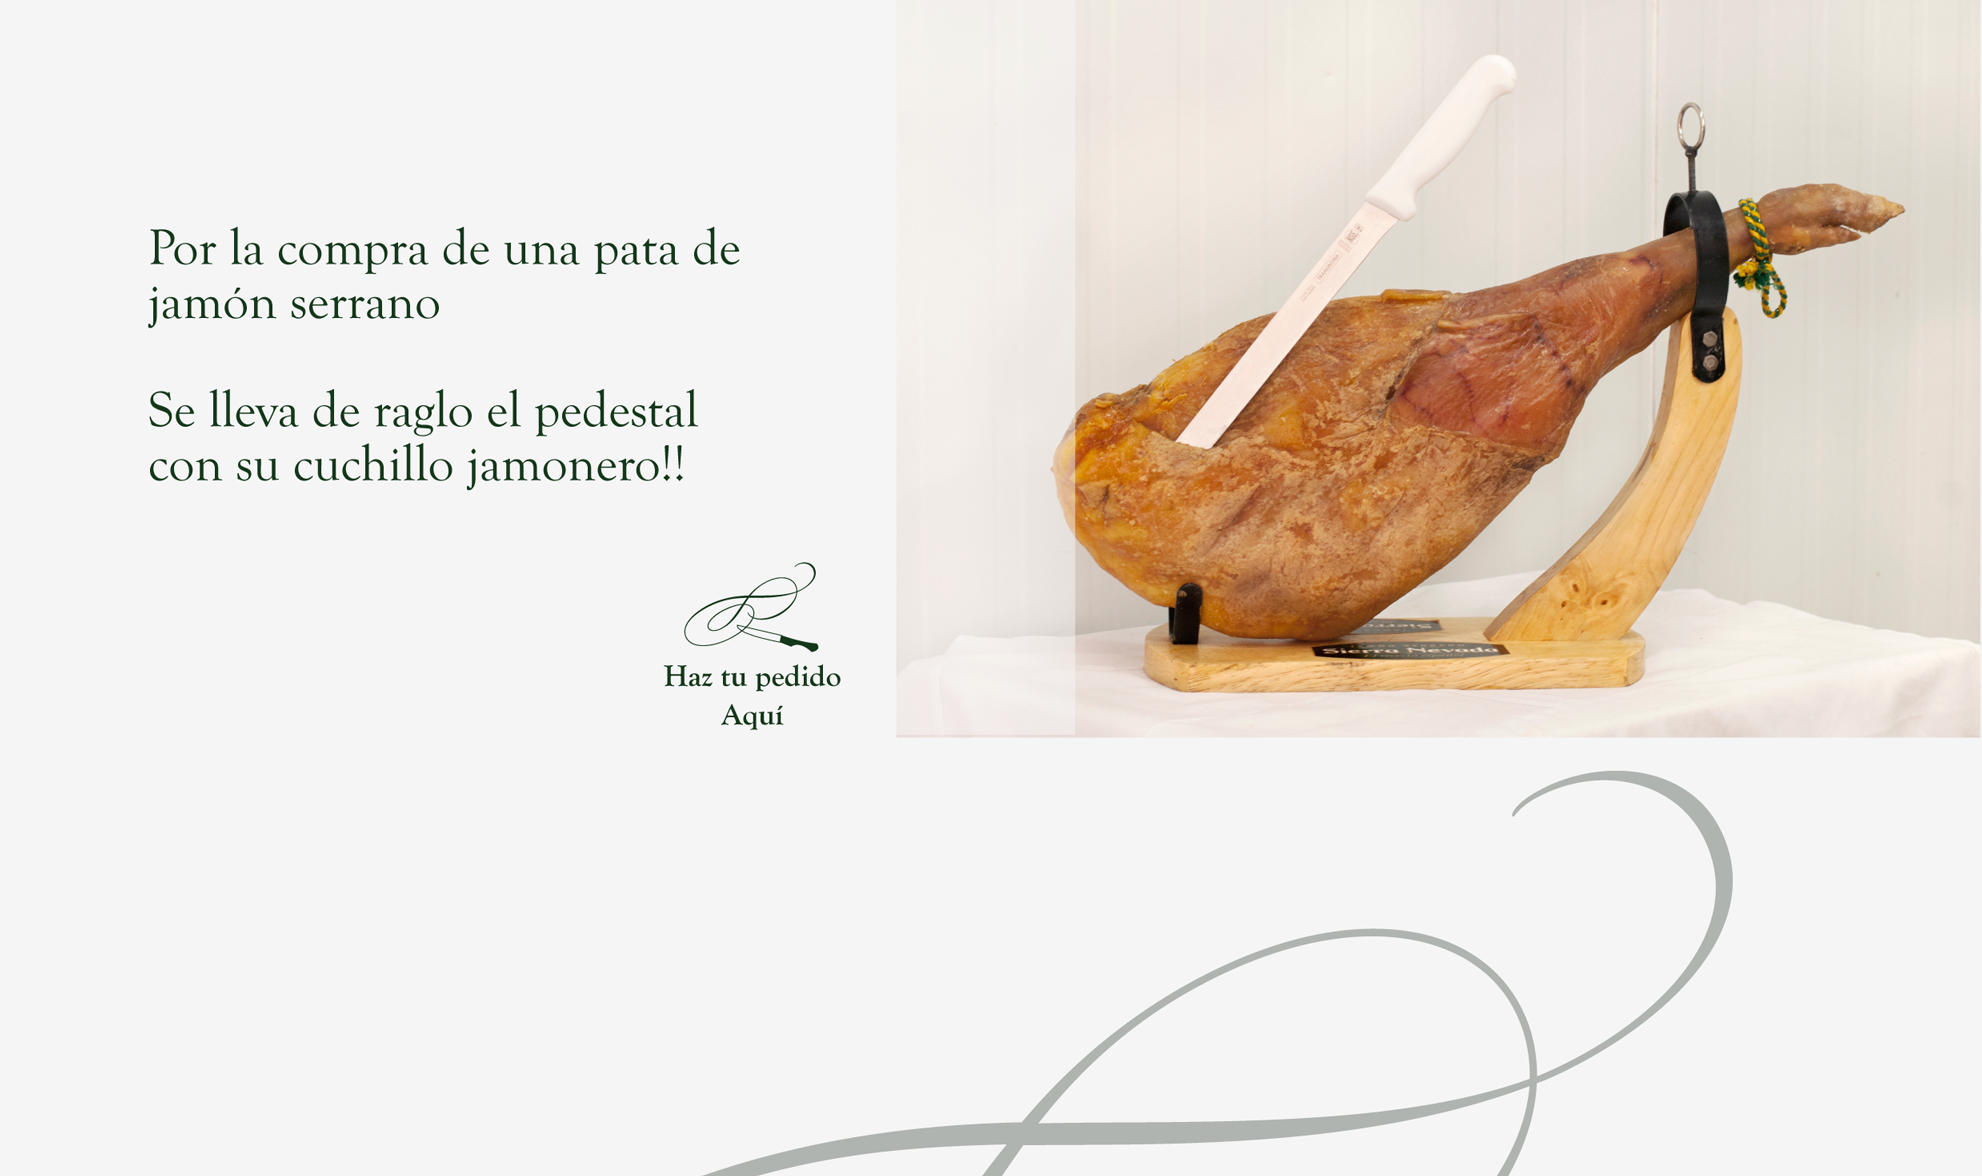 Por la compra de una pata de
jamón serrano
Se lleva de raglo el pedestal
con su cuchillo jamonero!!
Haz tu pedido
Aquí
Sierra Nevada